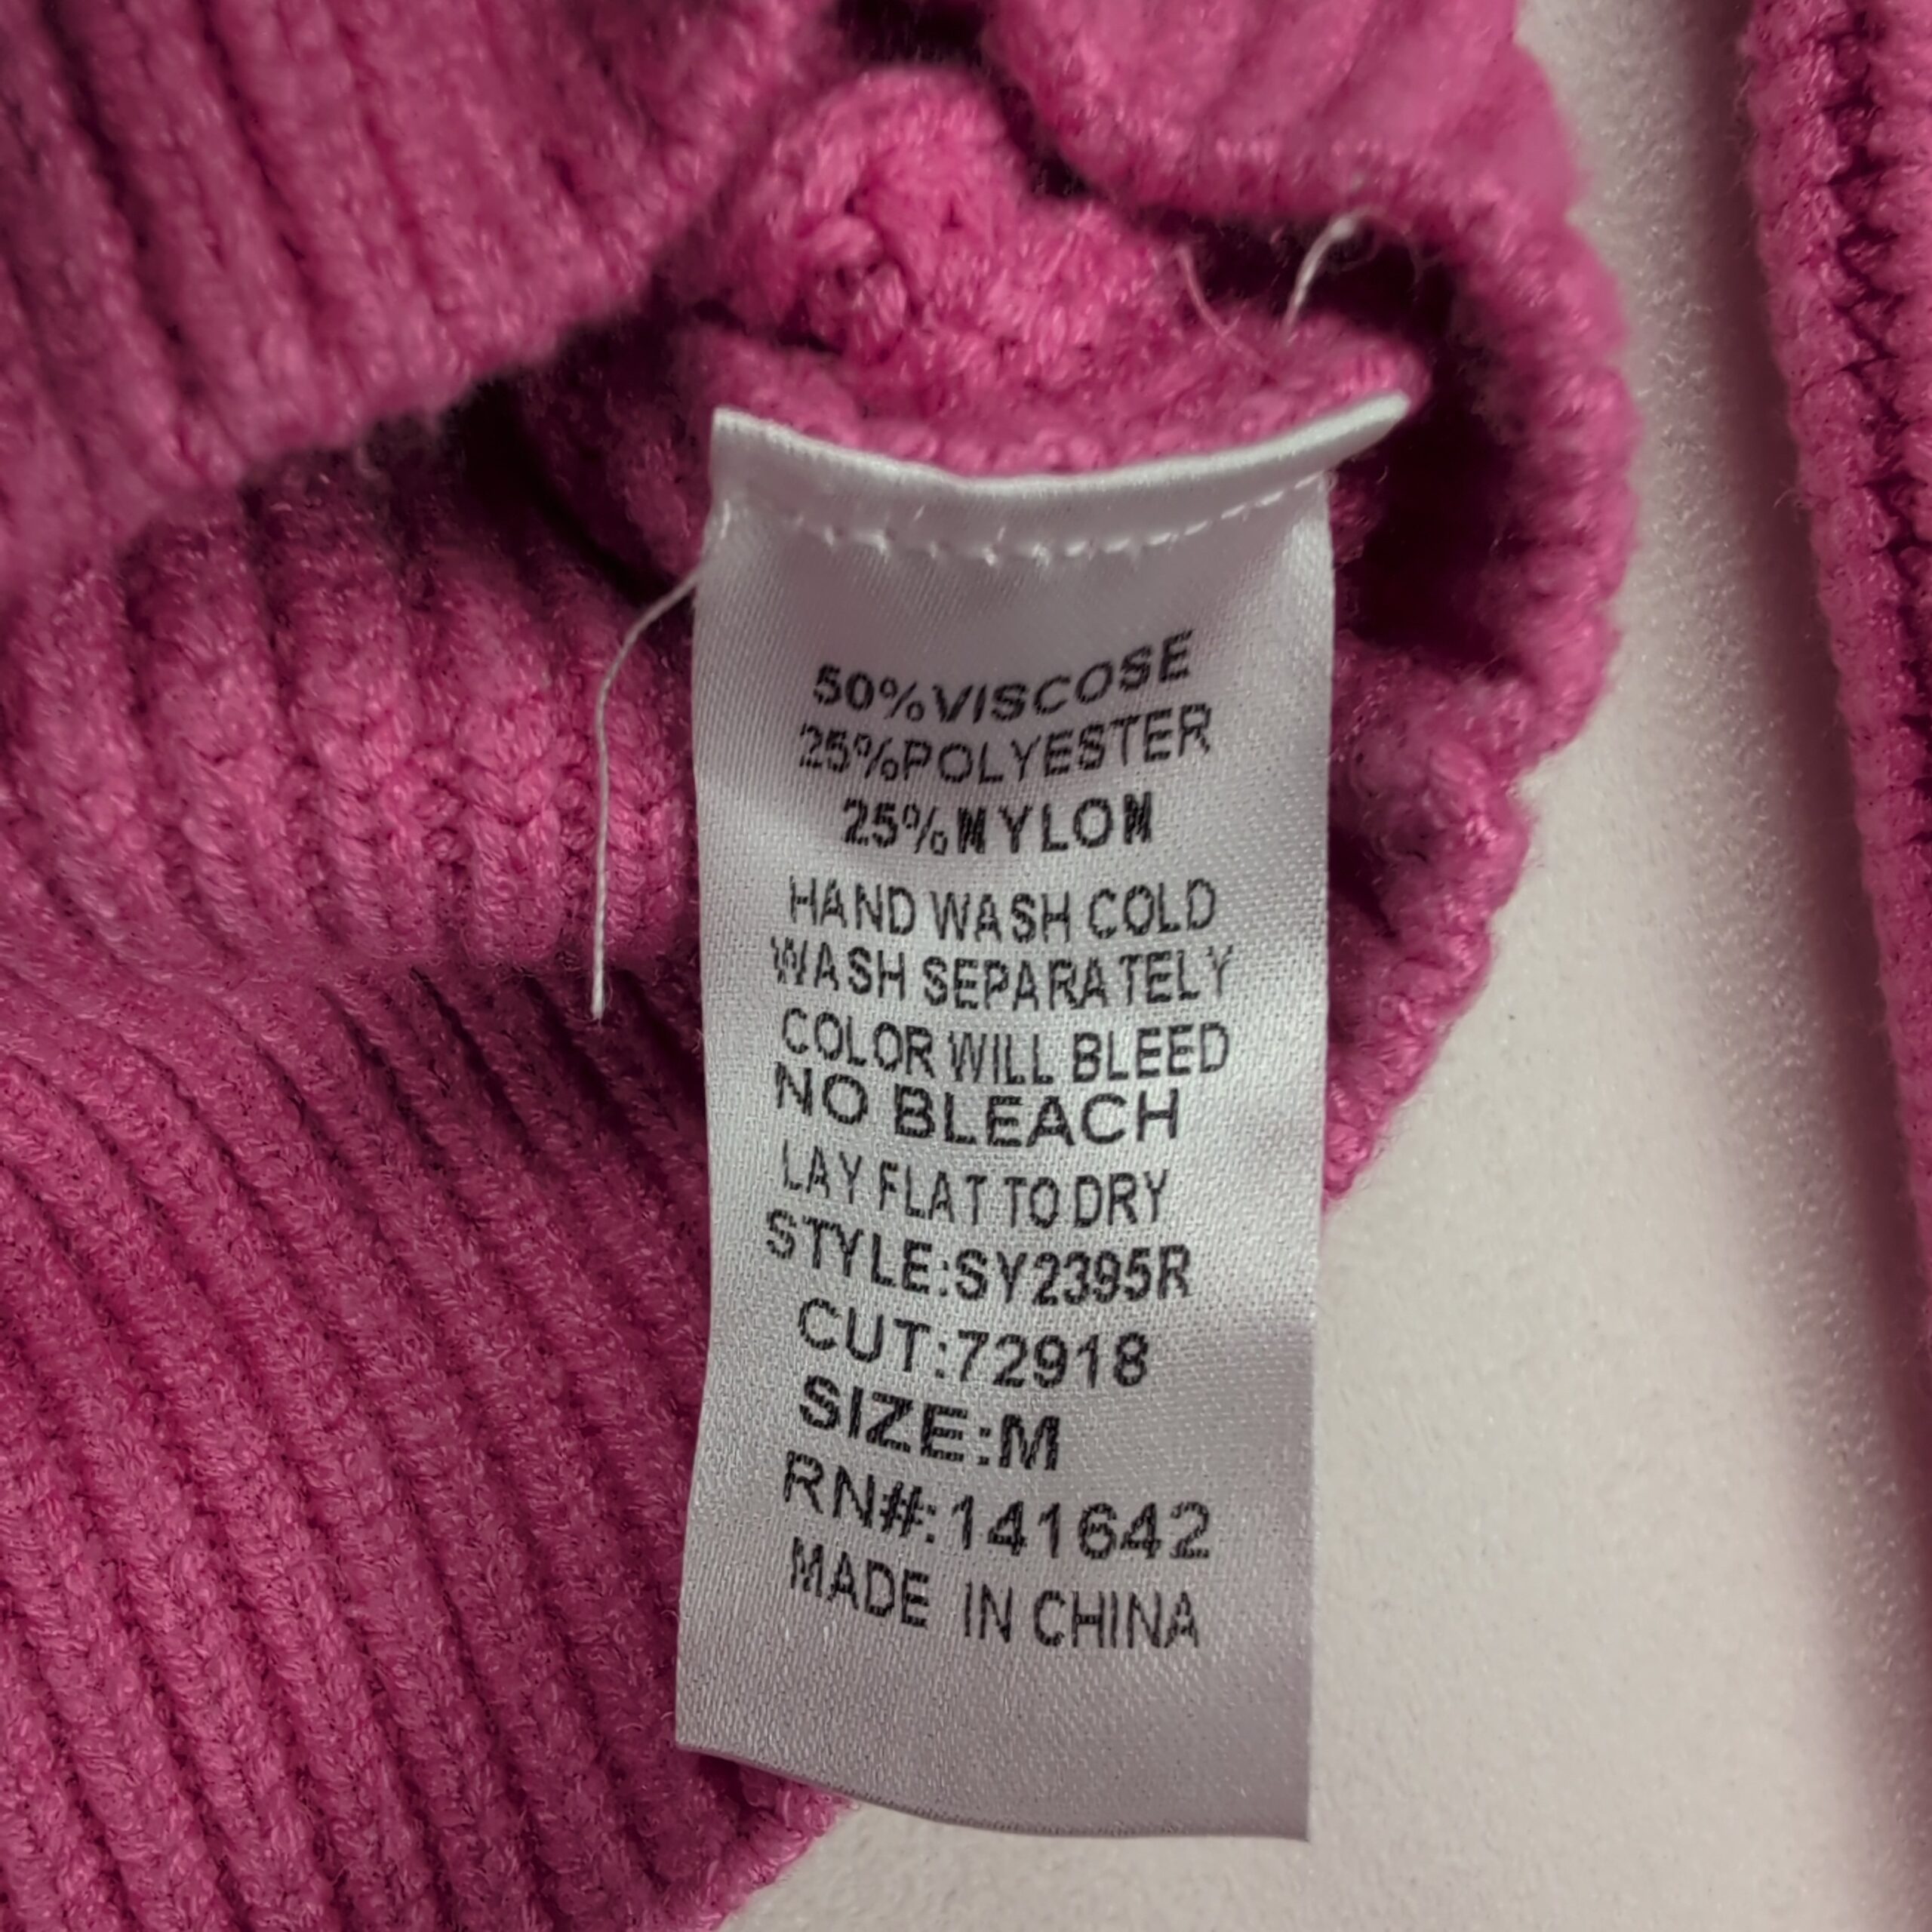 50%VISCOSE
25%POLYESTER
25%NYLON
HAND WASH COLD
WASH SEPARATELY
COLOR WILL BLEED
NO BLEACH
LAY FLAT TO DRY
STYLE:SY2395R
CUT:72918
SIZE:M
RN#:141642
MADE IN CHINA